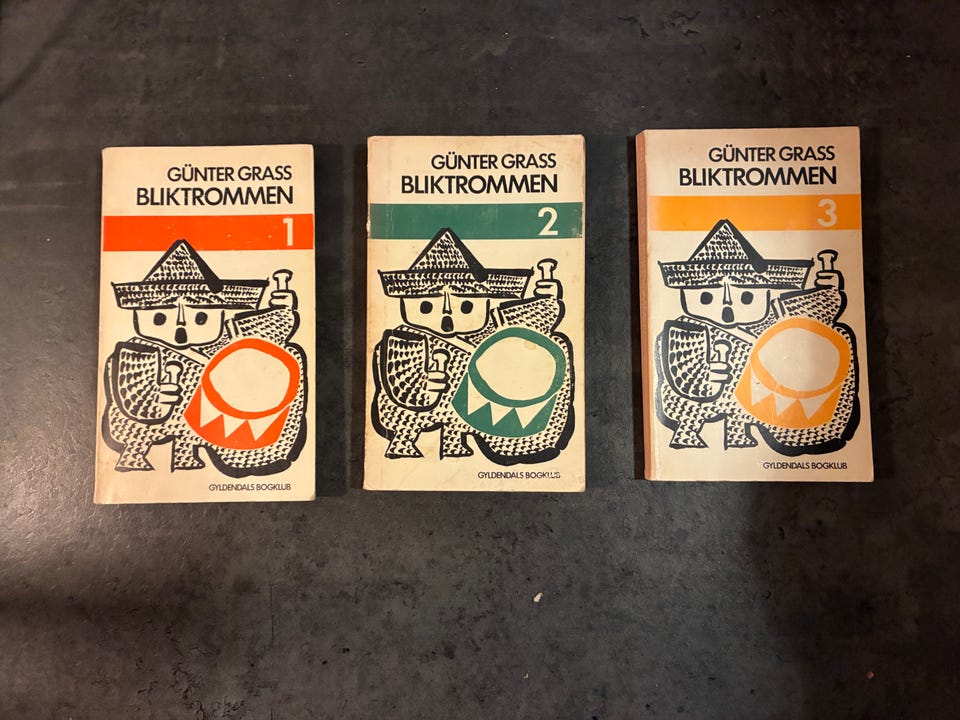 GÜNTER GRASS
BLIKTROMMEN
1
GYLDENDALS BOGKLUB
GÜNTER GRASS
BLIKTROMMEN
2
GYLDENDALS BOGKLUB
GÜNTER GRASS
BLIKTROMMEN
3
GYLDENDALS BOGKLUB